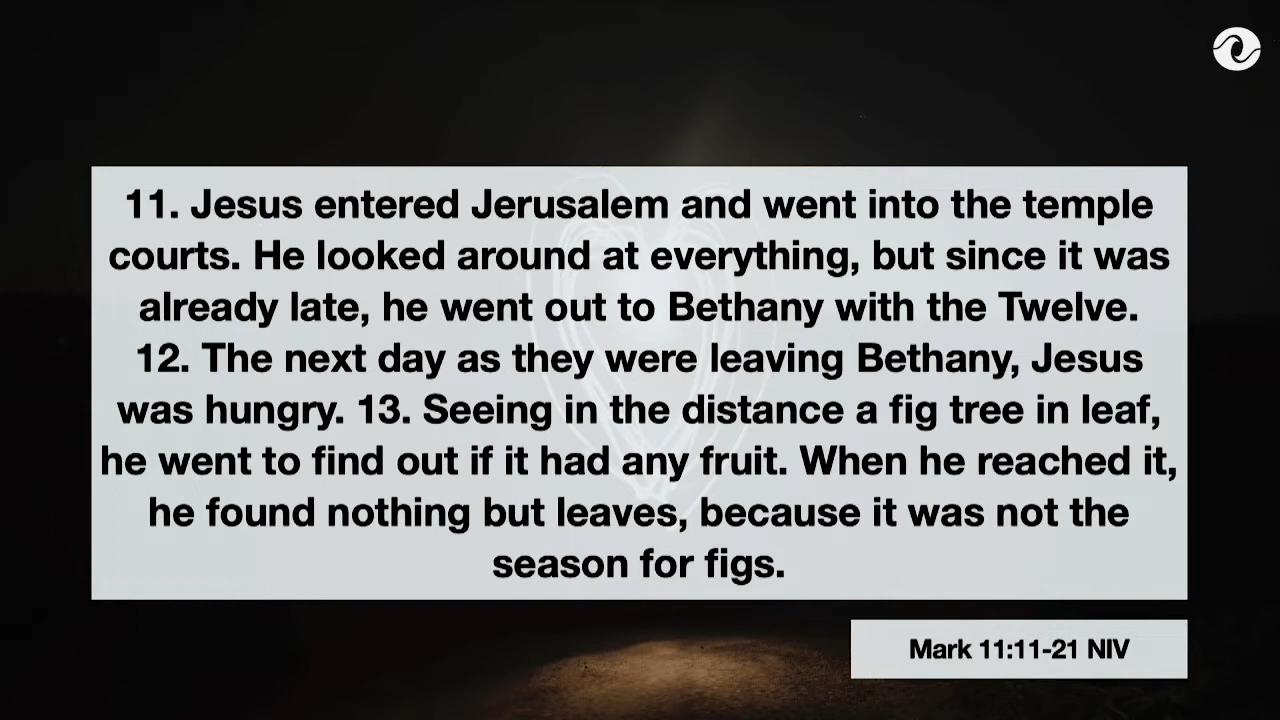 11. Jesus entered Jerusalem and went into the temple
courts. He looked around at everything, but since it was
already late, he went out to Bethany with the Twelve.
12. The next day as they were leaving Bethany, Jesus
was hungry. 13. Seeing in the distance a fig tree in leaf,
he went to find out if it had any fruit. When he reached it,
he found nothing but leaves, because it was not the
season for figs.
Mark 11:11-21 NIV